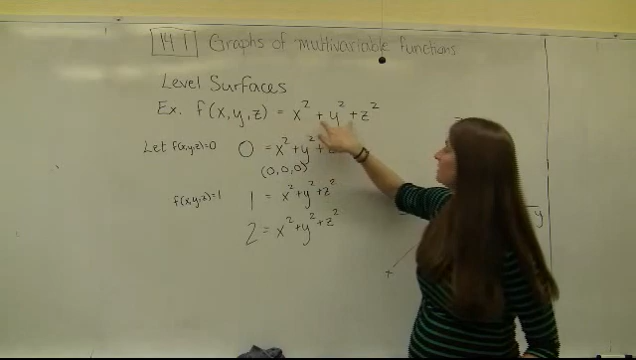 14.1 Graphs of multivariable functions
Level Surfaces
Ex. f(x,y,z) = x² + y² + z²
Let f(x,y,z)=0 0 = x²+y²+z²
(0,0,0)
f(x,y,z)=1 1 = x²+y²+z²
2 = x²+y²+z²
y
x